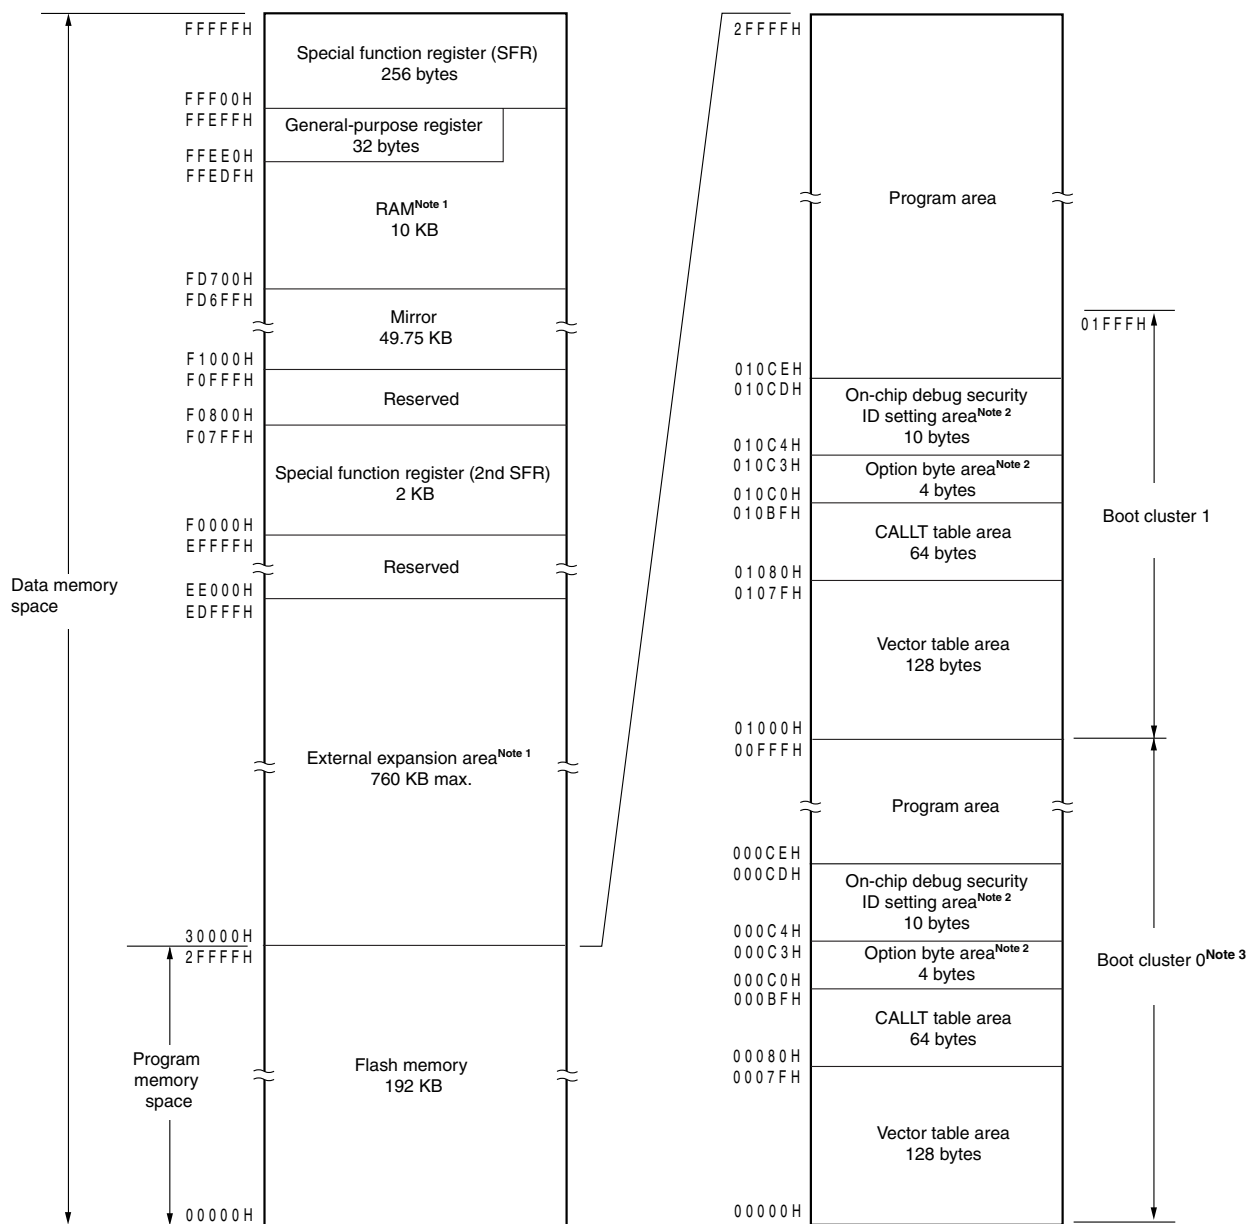 FFFFFH
Special function register (SFR)
256 bytes
FFF00H
FFEFFH
General-purpose register
32 bytes
FFEE0H
FFEDFH
RAMNote 1
10 KB
FD700H
FD6FFH
Mirror
49.75 KB
F1000H
F0FFFH
Reserved
F0800H
F07FFH
Special function register (2nd SFR)
2 KB
F0000H
EFFFFH
Reserved
EE000H
EDFFFH
Data memory
space
External expansion areaNote 1
760 KB max.
30000H
2FFFFH
Program
memory
space
Flash memory
192 KB
00000H
2FFFFH
Program area
01FFFH
010CEH
010CDH
On-chip debug security
ID setting areaNote 2
10 bytes
010C4H
010C3H
Option byte areaNote 2
4 bytes
010C0H
010BFH
CALLT table area
64 bytes
Boot cluster 1
01080H
0107FH
Vector table area
128 bytes
01000H
00FFFH
Program area
000CEH
000CDH
On-chip debug security
ID setting areaNote 2
10 bytes
000C4H
000C3H
Option byte areaNote 2
4 bytes
Boot cluster 0Note 3
000C0H
000BFH
CALLT table area
64 bytes
00080H
0007FH
Vector table area
128 bytes
00000H